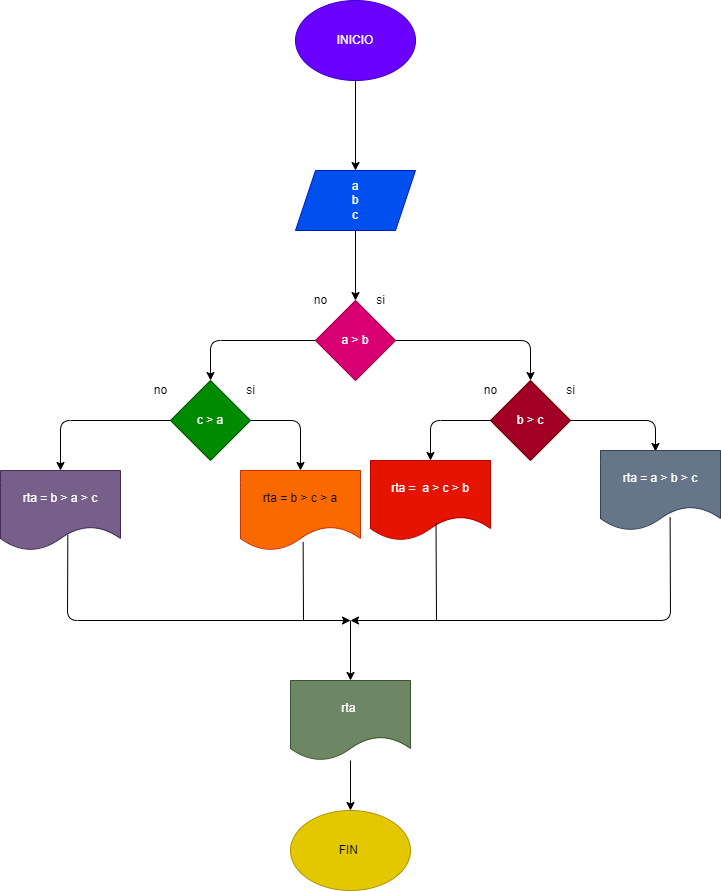 INICIO
a
b
c
no
si
a > b
no
si
no
si
c > a
b > c
rta = b > a > c
rta = b > c > a
rta =  a > c > b
rta = a > b > c
rta
FIN